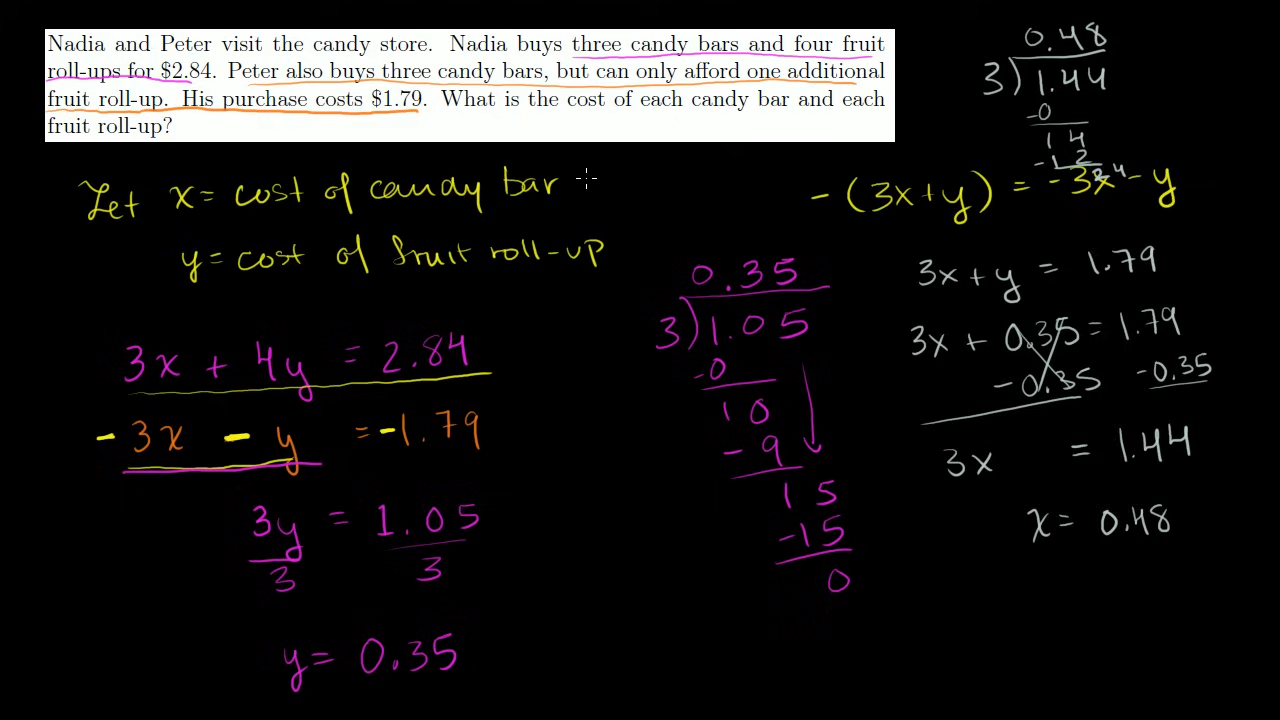 Nadia and Peter visit the candy store. Nadia buys three candy bars and four fruit
roll-ups for $2.84. Peter also buys three candy bars, but can only afford one additional
fruit roll-up. His purchase costs $1.79. What is the cost of each candy bar and each
fruit roll-up?
Let x = cost of candy bar
y = cost of fruit roll-up
3x + 4y = 2.84
-3x - y = -1.79
3y = 1.05
3 3
y = 0.35
0.35
3)1.05
-0
10
-9
15
-15
0
0.48
3)1.44
-0
14
-12
24
-(3x+y) = -3x - y
3x + y = 1.79
3x + 0.35 = 1.79
-0.35 -0.35
3x = 1.44
x = 0.48